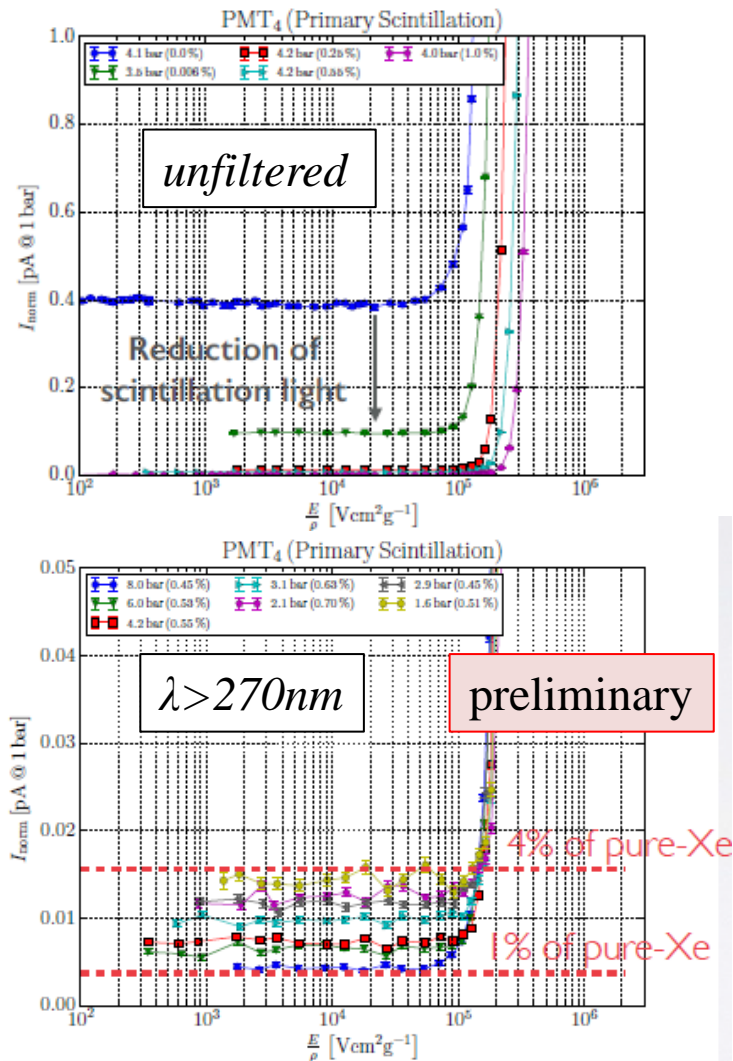 PMT₄ (Primary Scintillation)
4.1 bar (0.0 %) 4.2 bar (0.25 %) 4.0 bar (1.0 %)
3.5 bar (0.006 %) 4.2 bar (0.55 %)
unfiltered
Reduction of
scintillation light
1.0
0.8
0.6
0.4
0.2
0.0
I_norm [pA @ 1 bar]
10² 10³ 10⁴ 10⁵ 10⁶
E/ρ [Vcm²g⁻¹]
PMT₄ (Primary Scintillation)
8.0 bar (0.45 %) 3.1 bar (0.63 %) 2.9 bar (0.45 %)
6.0 bar (0.53 %) 2.1 bar (0.70 %) 1.6 bar (0.51 %)
4.2 bar (0.55 %)
λ>270nm
preliminary
4% of pure-Xe
1% of pure-Xe
0.05
0.04
0.03
0.02
0.01
0.00
I_norm [pA @ 1 bar]
10² 10³ 10⁴ 10⁵ 10⁶
E/ρ [Vcm²g⁻¹]